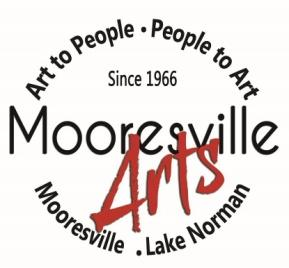 Art to People · People to Art
Since 1966
Mooresville
Arts
Mooresville . Lake Norman